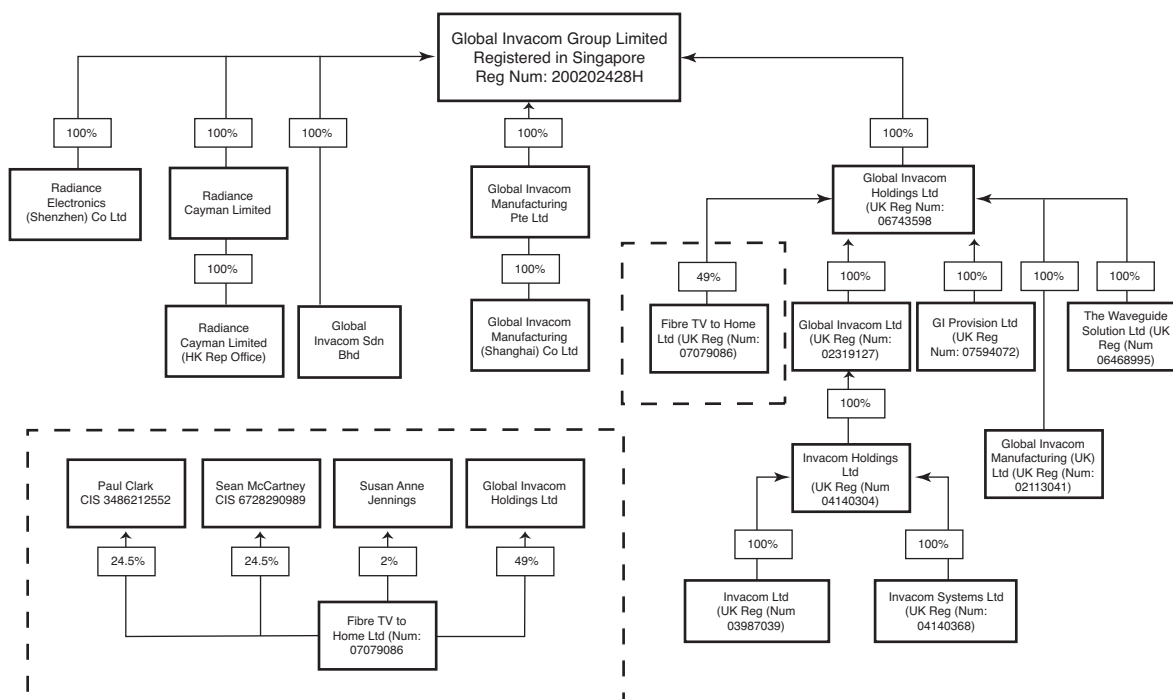 Global Invacom Group Limited
Registered in Singapore
Reg Num: 200202428H
100%
100%
100%
100%
100%
Radiance
Electronics
(Shenzhen) Co Ltd
Radiance
Cayman Limited
Global Invacom
Manufacturing
Pte Ltd
Global Invacom
Holdings Ltd
(UK Reg Num:
06743598
100%
100%
49%
100%
100%
100%
100%
Radiance
Cayman Limited
(HK Rep Office)
Global
Invacom Sdn
Bhd
Global Invacom
Manufacturing
(Shanghai) Co Ltd
Fibre TV to Home
Ltd (UK Reg (Num:
07079086)
Global Invacom Ltd
(UK Reg (Num:
02319127)
GI Provision Ltd
(UK Reg
Num: 07594072)
The Waveguide
Solution Ltd (UK
Reg (Num
06468995)
100%
Invacom Holdings
Ltd
(UK Reg (Num
04140304)
Global Invacom
Manufacturing (UK)
Ltd (UK Reg (Num:
02113041)
Paul Clark
CIS 3486212552
Sean McCartney
CIS 6728290989
Susan Anne
Jennings
Global Invacom
Holdings Ltd
24.5%
24.5%
2%
49%
100%
100%
Fibre TV to
Home Ltd (Num:
07079086
Invacom Ltd
(UK Reg (Num
03987039)
Invacom Systems Ltd
(UK Reg (Num:
04140368)